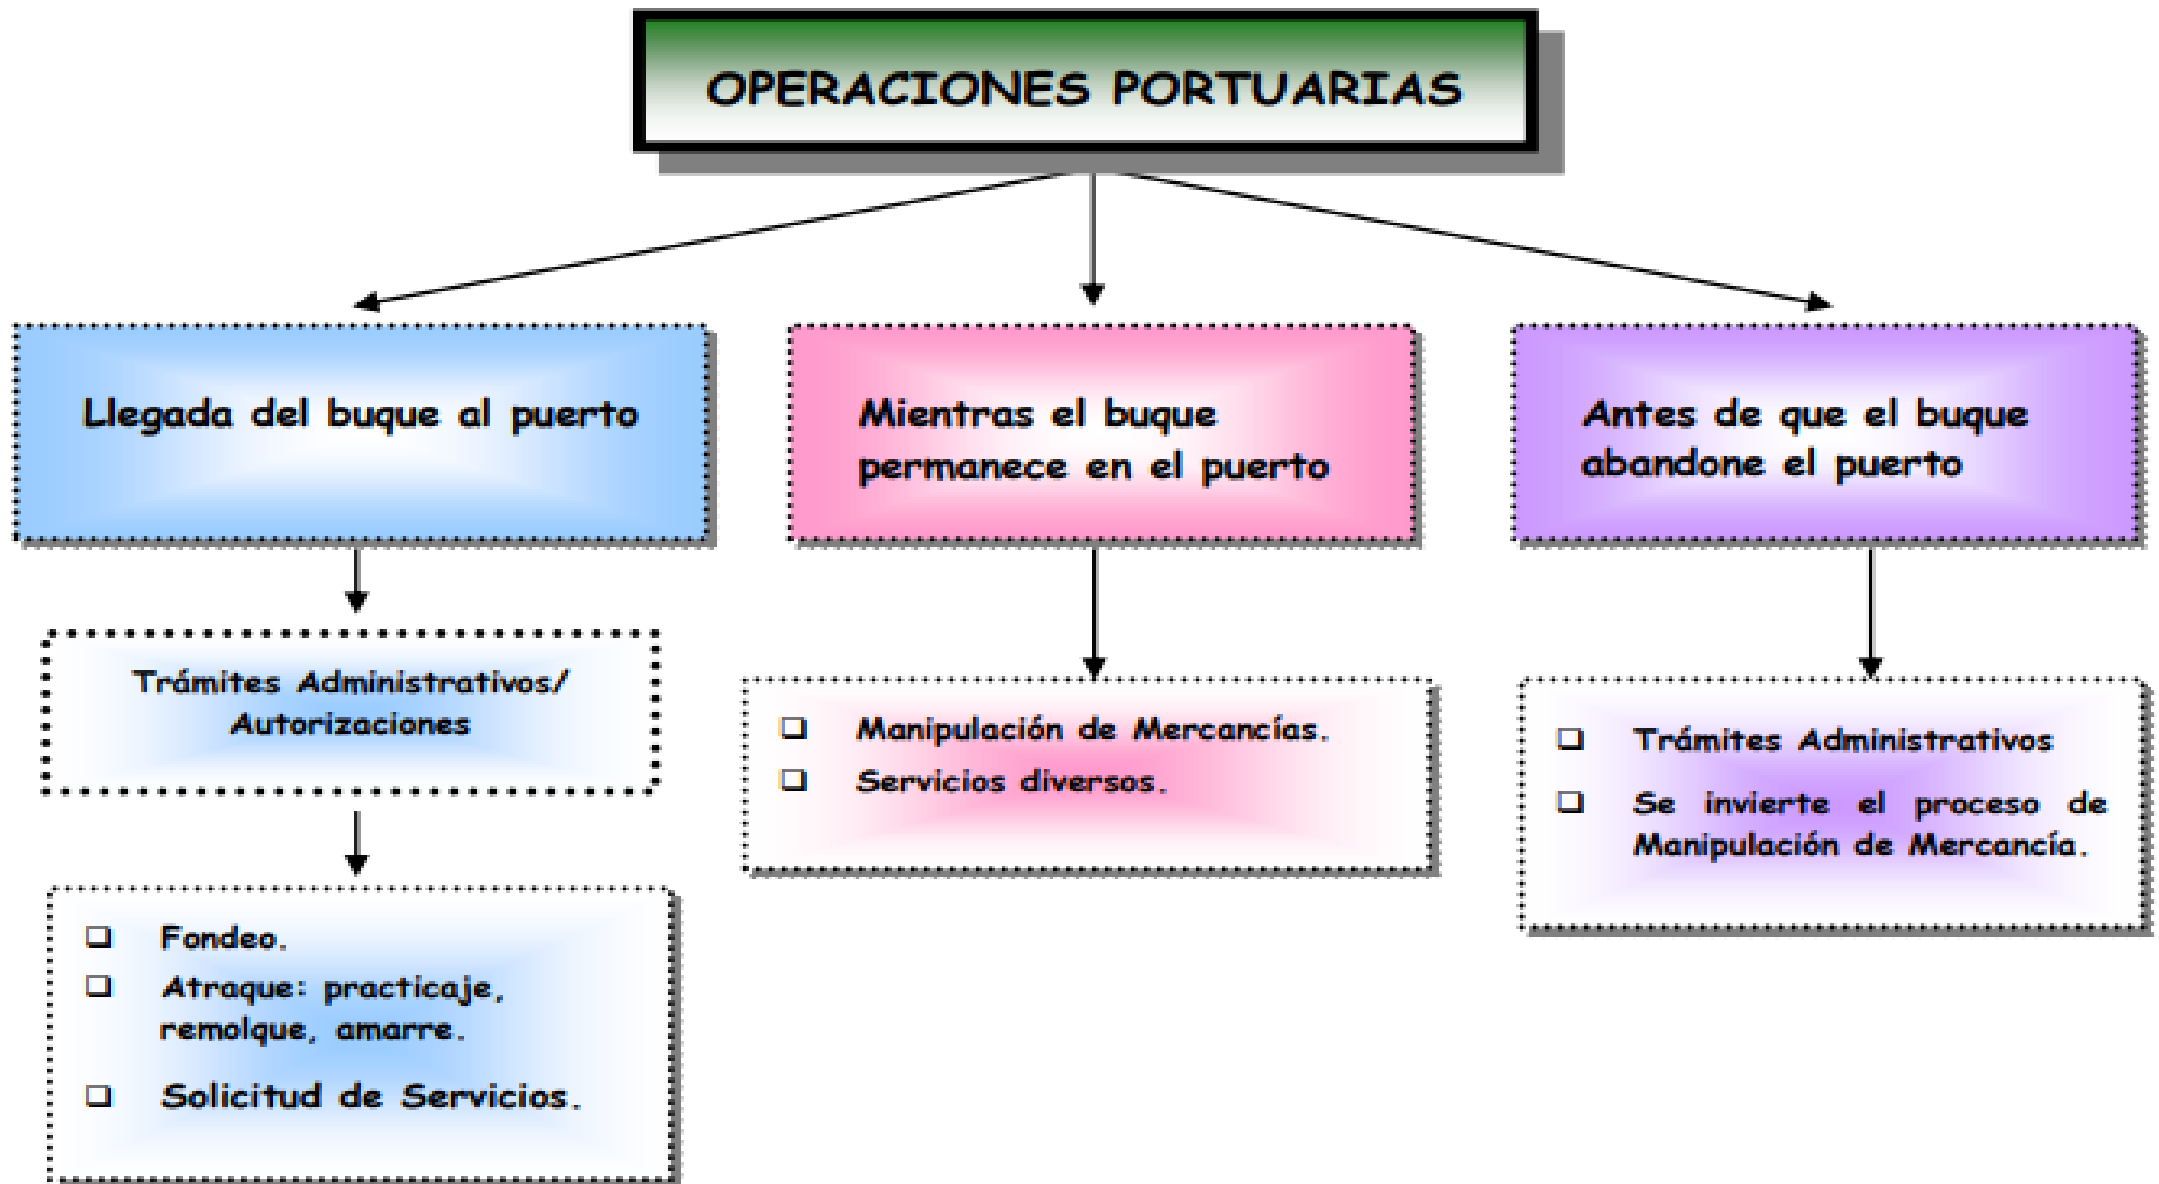 OPERACIONES PORTUARIAS
Llegada del buque al puerto
Trámites Administrativos/
Autorizaciones
❑ Fondeo.
❑ Atraque: practicaje,
remolque, amarre.
❑ Solicitud de Servicios.
Mientras el buque
permanece en el puerto
❑ Manipulación de Mercancías.
❑ Servicios diversos.
Antes de que el buque
abandone el puerto
❑ Trámites Administrativos
❑ Se invierte el proceso de
Manipulación de Mercancía.